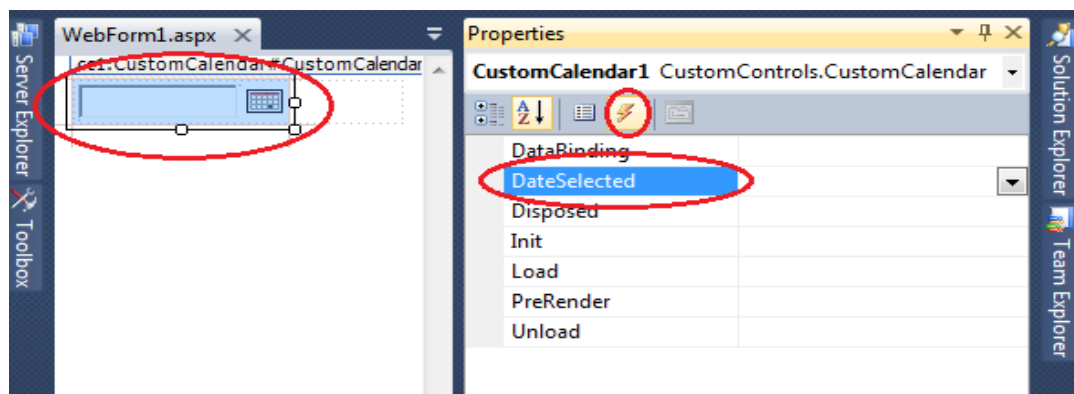 Server Explorer
Toolbox
WebForm1.aspx
cc1:CustomCalendar#CustomCalendar
Properties
CustomCalendar1 CustomControls.CustomCalendar
A
Z
DataBinding
DateSelected
Disposed
Init
Load
PreRender
Unload
Solution Explorer
Team Explorer